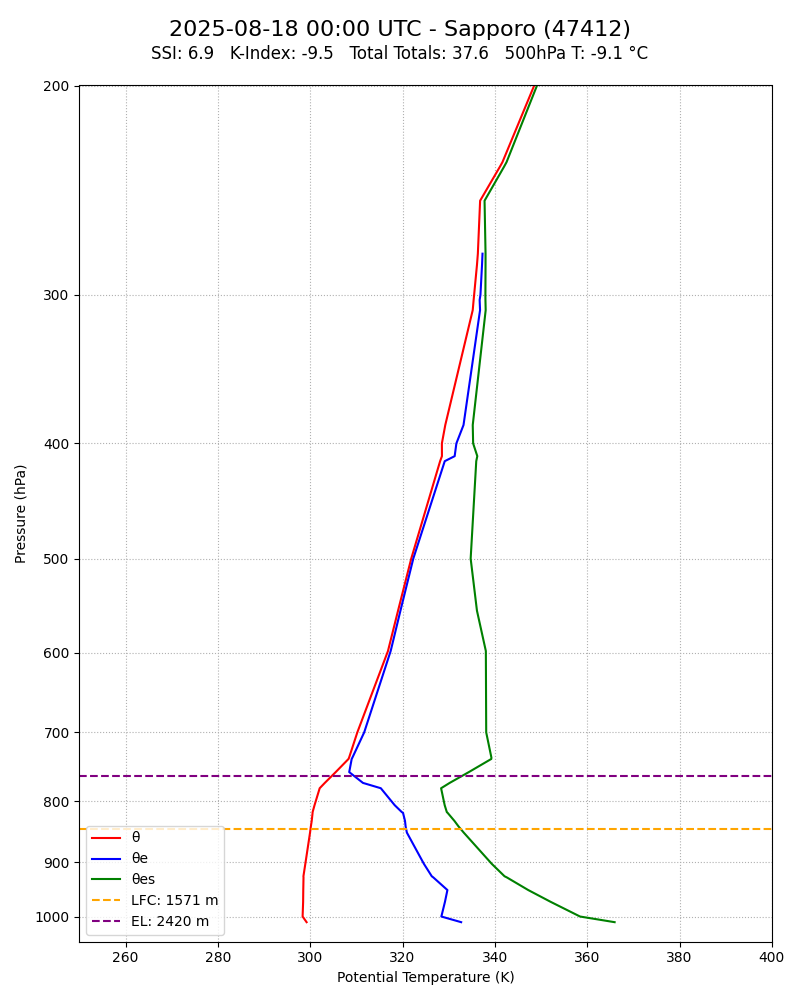 2025-08-18 00:00 UTC - Sapporo (47412)
SSI: 6.9   K-Index: -9.5   Total Totals: 37.6   500hPa T: -9.1 °C
200
300
400
500
600
700
800
900
1000
Pressure (hPa)
θ
θe
θes
LFC: 1571 m
EL: 2420 m
260 280 300 320 340 360 380 400
Potential Temperature (K)